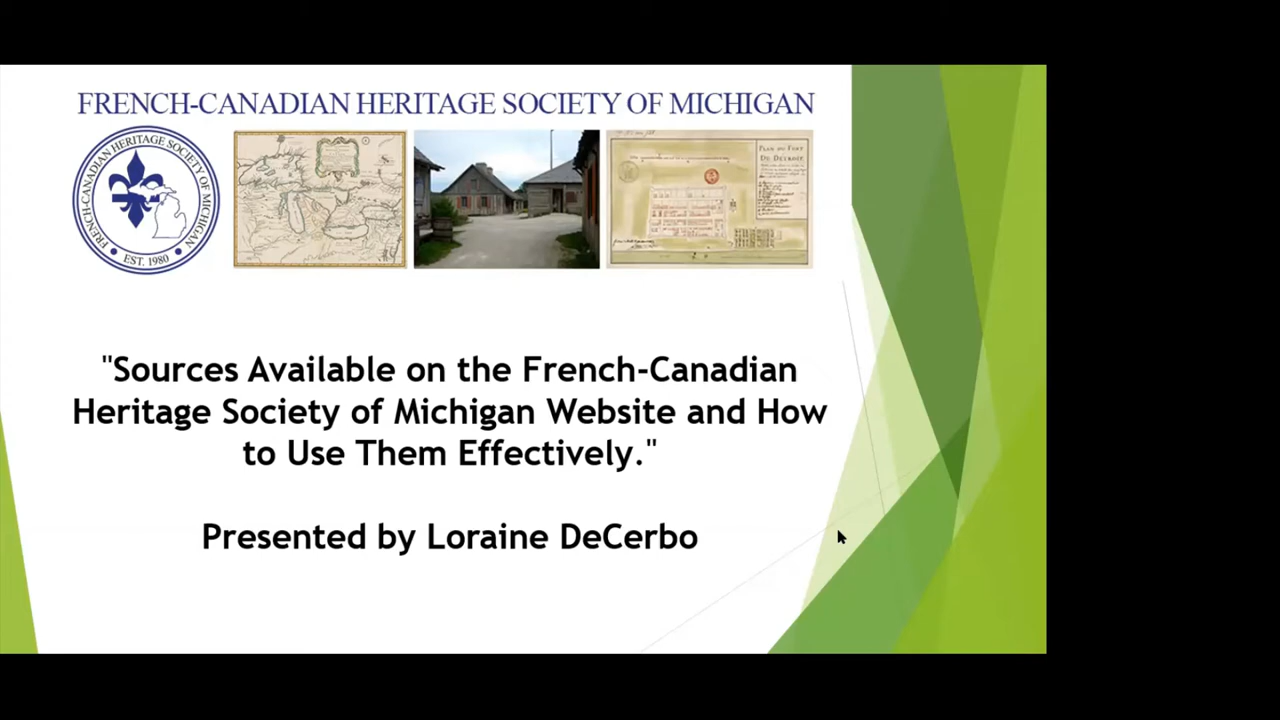 FRENCH-CANADIAN HERITAGE SOCIETY OF MICHIGAN
FRENCH-CANADIAN HERITAGE SOCIETY OF MICHIGAN
EST. 1980
PLAN DU FORT
DU DETROIT
"Sources Available on the French-Canadian
Heritage Society of Michigan Website and How
to Use Them Effectively."
Presented by Loraine DeCerbo